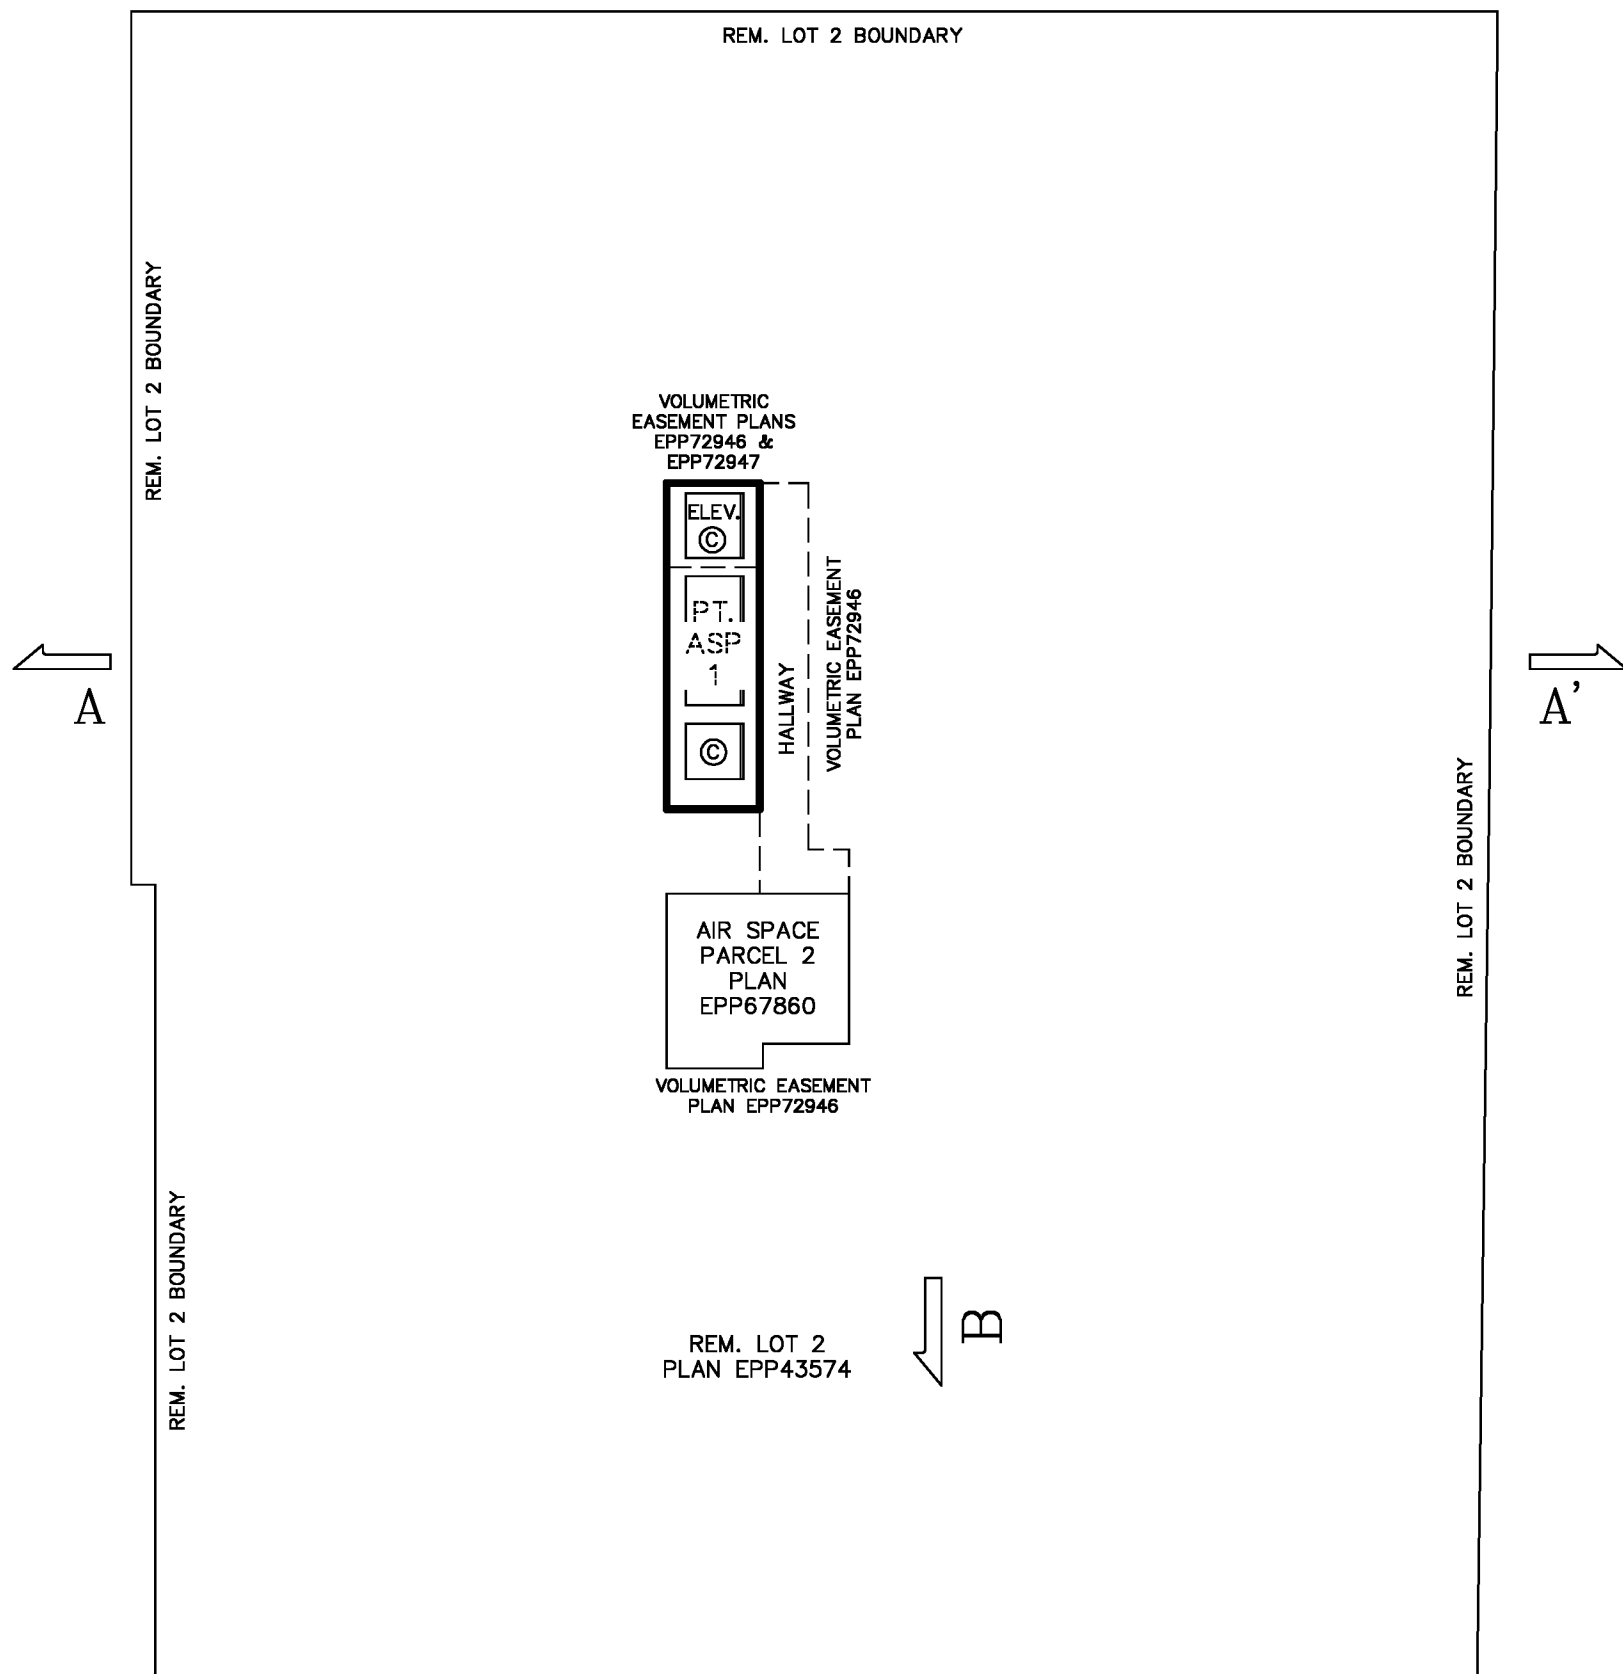 REM. LOT 2 BOUNDARY
REM. LOT 2 BOUNDARY
VOLUMETRIC
EASEMENT PLANS
EPP72946 &
EPP72947
ELEV.
©
PT.
ASP
1
©
HALLWAY
VOLUMETRIC EASEMENT
PLAN EPP72946
A
A'
REM. LOT 2 BOUNDARY
AIR SPACE
PARCEL 2
PLAN
EPP67860
VOLUMETRIC EASEMENT
PLAN EPP72946
REM. LOT 2 BOUNDARY
REM. LOT 2
PLAN EPP43574
B